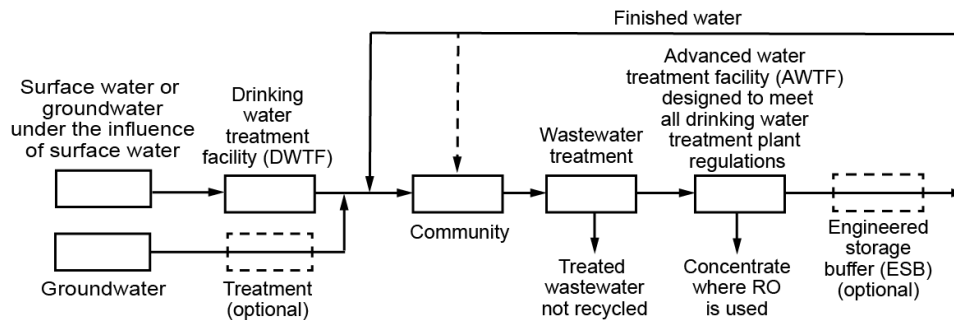 Finished water
Surface water or
groundwater
under the influence
of surface water
Drinking
water
treatment
facility (DWTF)
Wastewater
treatment
Advanced water
treatment facility (AWTF)
designed to meet
all drinking water
treatment plant
regulations
Community
Groundwater
Treatment
(optional)
Treated
wastewater
not recycled
Concentrate
where RO
is used
Engineered
storage
buffer (ESB)
(optional)